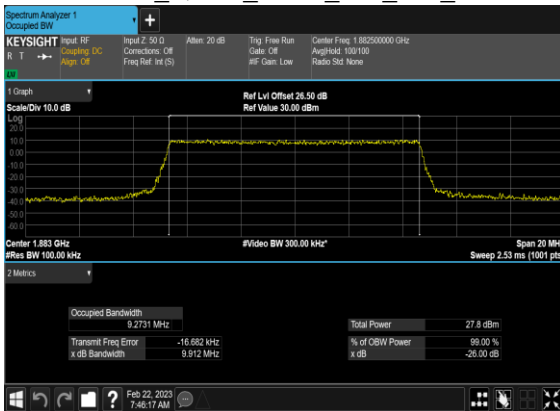 Spectrum Analyzer 1
Occupied BW
+
KEYSIGHT
R T
Input: RF
Coupling: DC
Align: Off
Input Z: 50 Ω
Corrections: Off
Freq Ref: Int (S)
Atten: 20 dB
Trig: Free Run
Gate: Off
#IF Gain: Low
Center Freq: 1.882500000 GHz
Avg|Hold: 100/100
Radio Std: None
1 Graph
Scale/Div 10.0 dB
Ref Lvl Offset 26.50 dB
Ref Value 30.00 dBm
Log
20.0
10.0
0.00
-10.0
-20.0
-30.0
-40.0
-50.0
-60.0
Center 1.883 GHz
#Res BW 100.00 kHz
#Video BW 300.00 kHz*
Span 20 MH
Sweep 2.53 ms (1001 pts
2 Metrics
Occupied Bandwidth
9.2731 MHz
Total Power
27.8 dBm
Transmit Freq Error
-16.682 kHz
% of OBW Power
99.00 %
x dB Bandwidth
9.912 MHz
x dB
-26.00 dB
?
Feb 22, 2023
7:46:17 AM